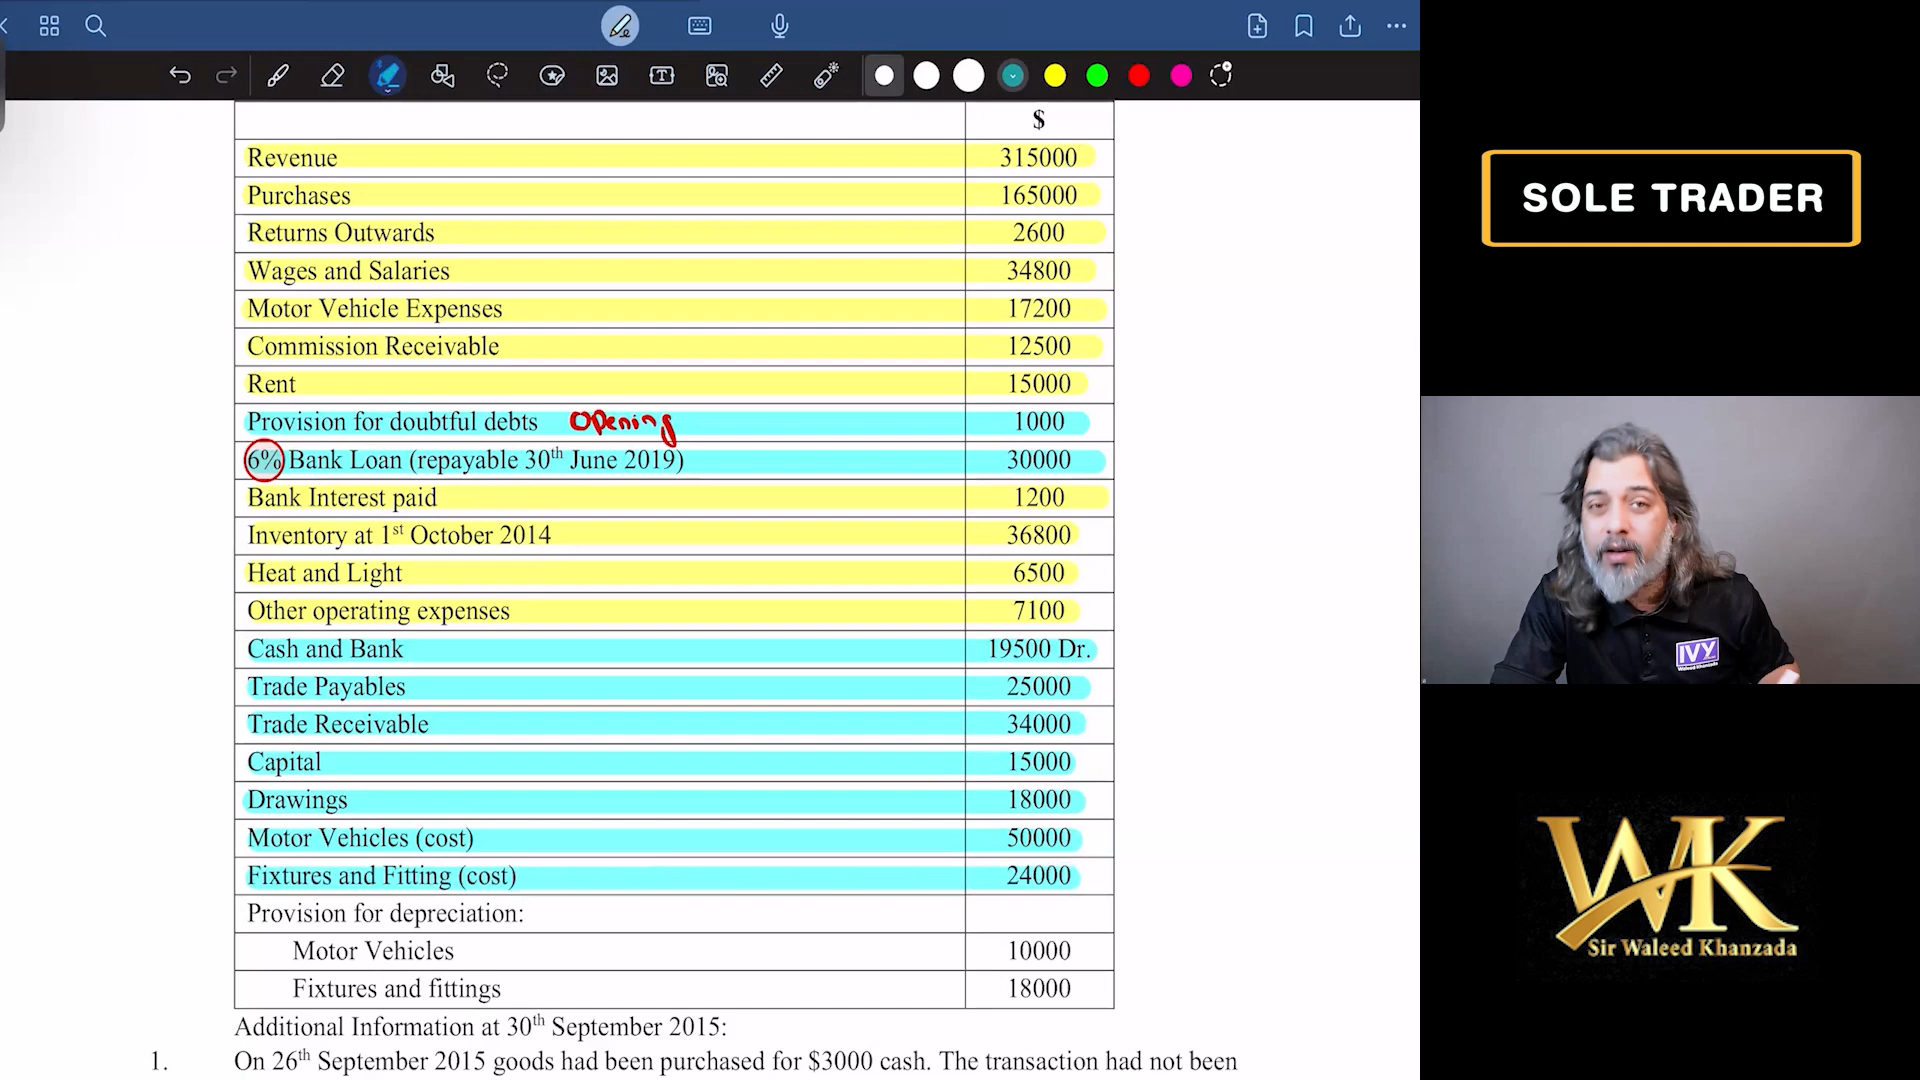 $
Revenue 315000
Purchases 165000
Returns Outwards 2600
Wages and Salaries 34800
Motor Vehicle Expenses 17200
Commission Receivable 12500
Rent 15000
Provision for doubtful debts Opening 1000
6% Bank Loan (repayable 30th June 2019) 30000
Bank Interest paid 1200
Inventory at 1st October 2014 36800
Heat and Light 6500
Other operating expenses 7100
Cash and Bank 19500 Dr.
Trade Payables 25000
Trade Receivable 34000
Capital 15000
Drawings 18000
Motor Vehicles (cost) 50000
Fixtures and Fitting (cost) 24000
Provision for depreciation:
Motor Vehicles 10000
Fixtures and fittings 18000
Additional Information at 30th September 2015:
1. On 26th September 2015 goods had been purchased for $3000 cash. The transaction had not been
SOLE TRADER
IVY
Waleed Khanzada
WK
Sir Waleed Khanzada